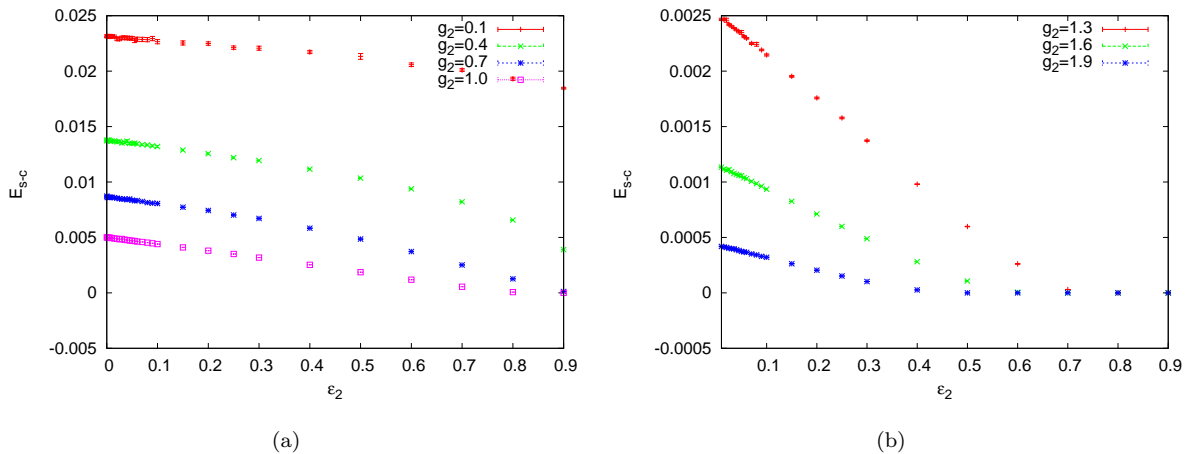 0.025
0.02
0.015
0.01
0.005
0
-0.005
E_{s-c}
0 0.1 0.2 0.3 0.4 0.5 0.6 0.7 0.8 0.9
ε₂
g₂=0.1
g₂=0.4
g₂=0.7
g₂=1.0
(a)
0.0025
0.002
0.0015
0.001
0.0005
0
-0.0005
E_{s-c}
0.1 0.2 0.3 0.4 0.5 0.6 0.7 0.8 0.9
ε₂
g₂=1.3
g₂=1.6
g₂=1.9
(b)